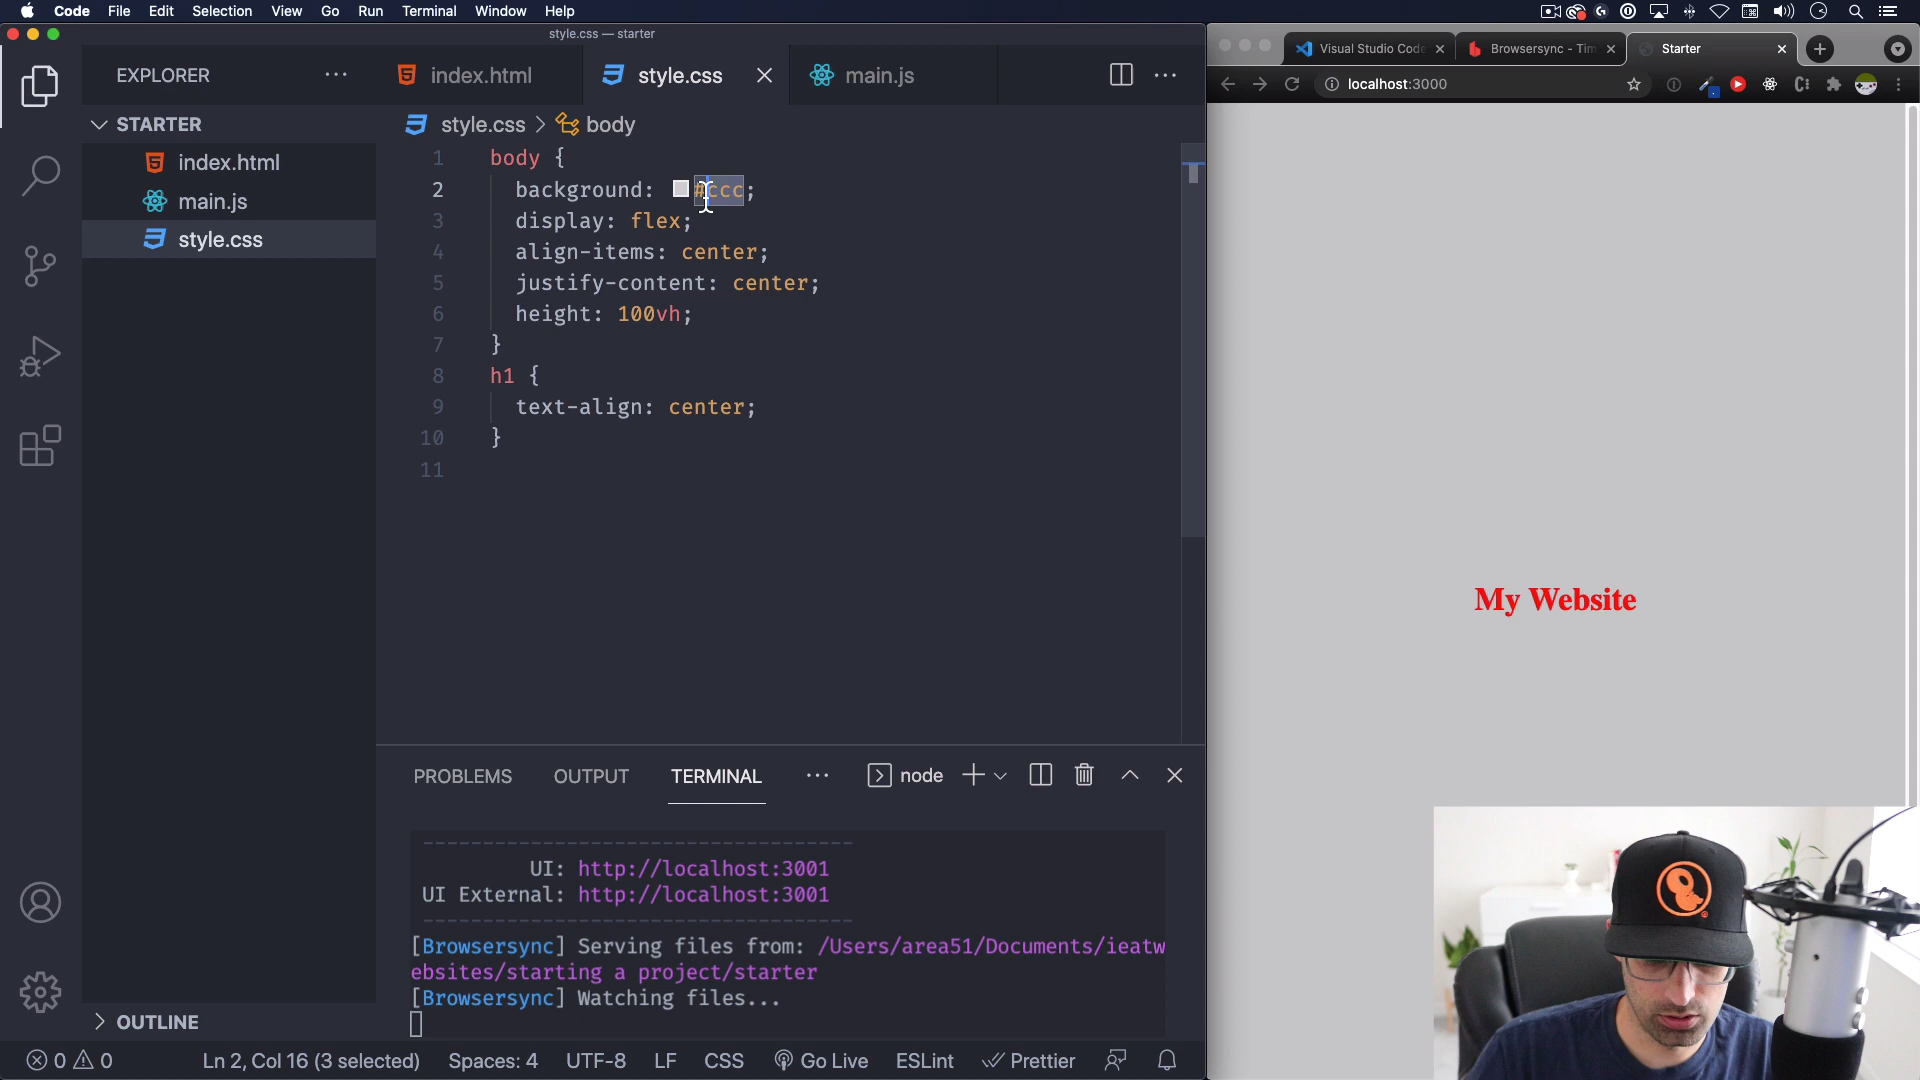 Code File Edit Selection View Go Run Terminal Window Help
style.css — starter
EXPLORER
index.html
style.css
main.js
STARTER
index.html
main.js
style.css
style.css > body
1 body {
2 background: #ccc;
3 display: flex;
4 align-items: center;
5 justify-content: center;
6 height: 100vh;
7 }
8 h1 {
9 text-align: center;
10 }
11
PROBLEMS OUTPUT TERMINAL node
UI: http://localhost:3001
UI External: http://localhost:3001
[Browsersync] Serving files from: /Users/area51/Documents/ieatw
ebsites/starting a project/starter
[Browsersync] Watching files...
OUTLINE
0 0 Ln 2, Col 16 (3 selected) Spaces: 4 UTF-8 LF CSS Go Live ESLint Prettier
Visual Studio Code
Browsersync - Tim
Starter
localhost:3000
My Website